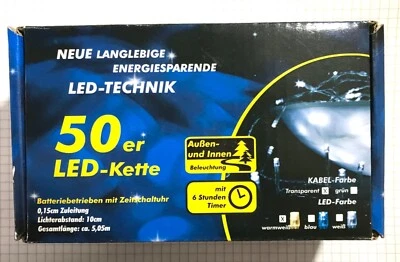 NEUE LANGLEBIGE
ENERGIESPARENDE
LED-TECHNIK
50er
LED-Kette
Außen-
und Innen
Beleuchtung
mit
6 Stunden
Timer
Batteriebetrieben mit Zeitschaltuhr
0,15cm Zuleitung
Lichterabstand: 10cm
Gesamtlänge: ca. 5,05m
KABEL-Farbe
Transparent X grün
LED-Farbe
X
warmweiß blau weiß